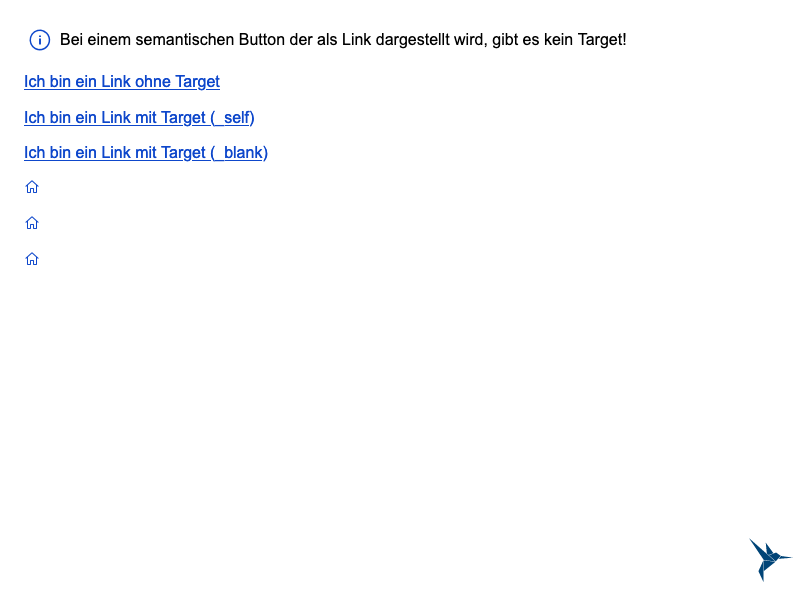 Bei einem semantischen Button der als Link dargestellt wird, gibt es kein Target!
Ich bin ein Link ohne Target
Ich bin ein Link mit Target (_self)
Ich bin ein Link mit Target (_blank)